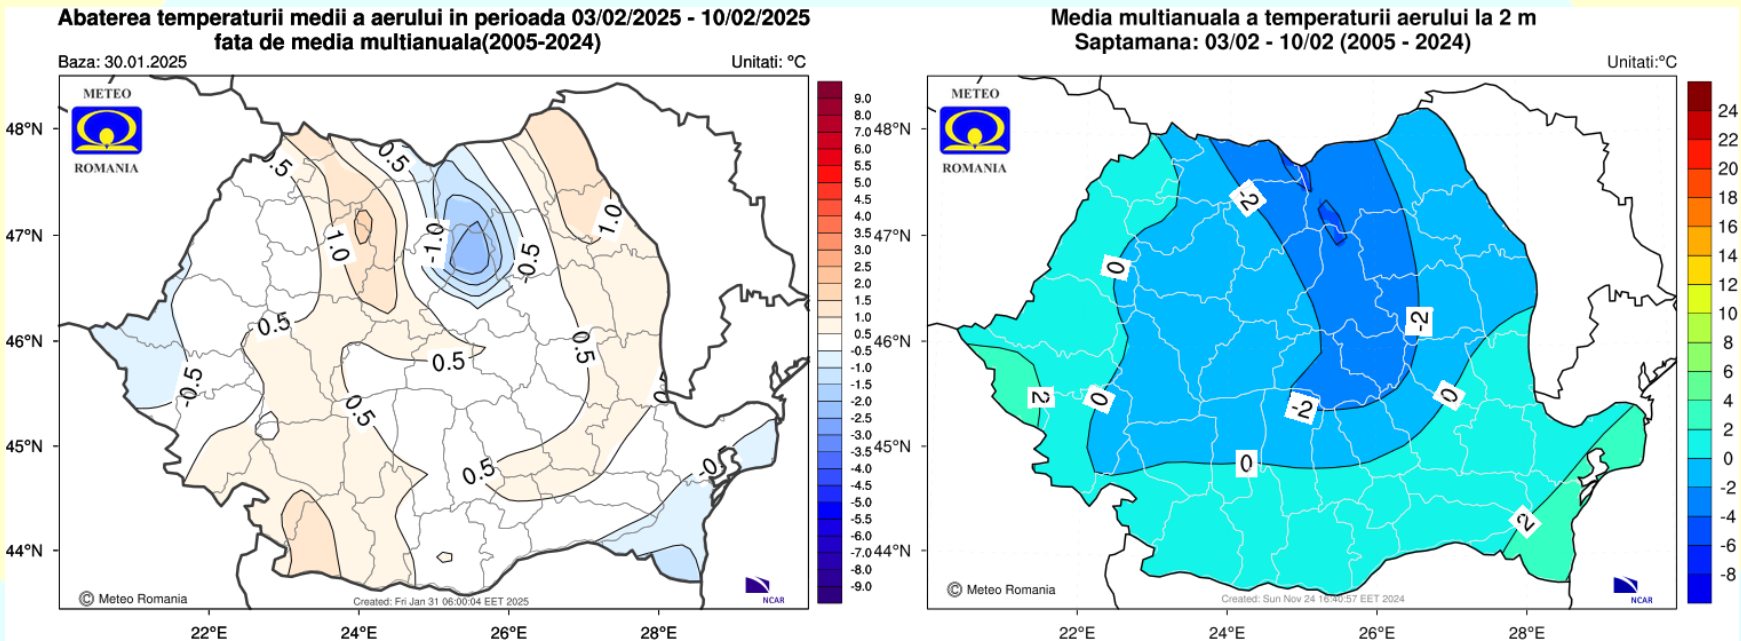 Abaterea temperaturii medii a aerului in perioada 03/02/2025 - 10/02/2025
fata de media multianuala(2005-2024)
Baza: 30.01.2025
Unitati: °C
METEO
ROMANIA
48°N
47°N
46°N
45°N
44°N
22°E
24°E
26°E
28°E
0.5
0.5
1.0
-1.0
-0.5
1.0
0.5
0.5
0.5
-0.5
0.5
0.5
-0
9.0
8.0
7.0
6.0
5.5
5.0
4.5
4.0
3.5
3.0
2.5
2.0
1.5
1.0
0.5
-0.5
-1.0
-1.5
-2.0
-2.5
-3.0
-3.5
-4.0
-4.5
-5.0
-5.5
-6.0
-7.0
-8.0
-9.0
© Meteo Romania
Created: Fri Jan 31 06:00:04 EET 2025
NCAR
Media multianuala a temperaturii aerului la 2 m
Saptamana: 03/02 - 10/02 (2005 - 2024)
Unitati:°C
METEO
ROMANIA
48°N
47°N
46°N
45°N
44°N
22°E
24°E
26°E
28°E
-2
0
-2
2
0
-2
0
0
2
24
22
20
18
16
14
12
10
8
6
4
2
0
-2
-4
-6
-8
© Meteo Romania
Created: Sun Nov 24 16:40:57 EET 2024
NCAR